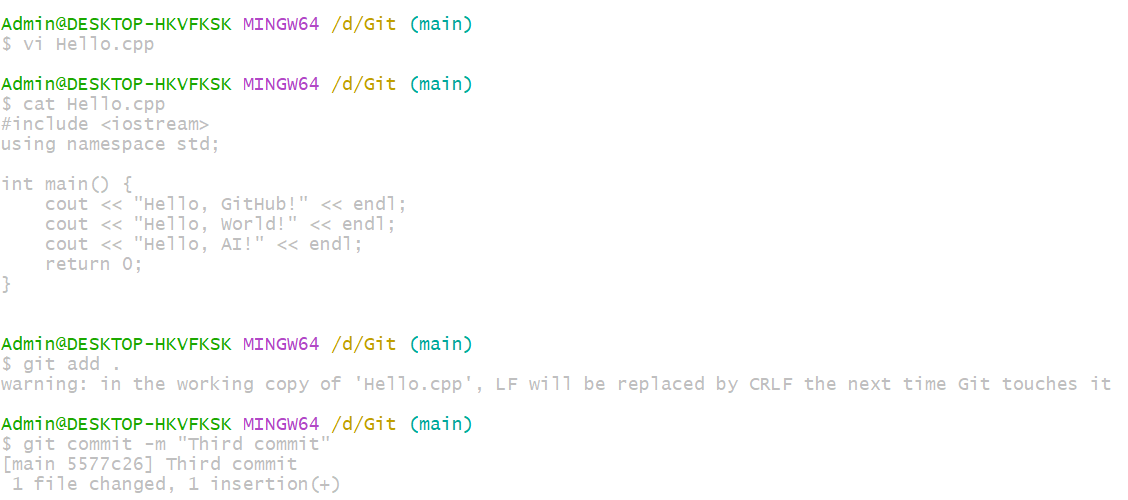 Admin@DESKTOP-HKVFKSK MINGW64 /d/Git (main)
$ vi Hello.cpp
Admin@DESKTOP-HKVFKSK MINGW64 /d/Git (main)
$ cat Hello.cpp
#include <iostream>
using namespace std;
int main() {
    cout << "Hello, GitHub!" << endl;
    cout << "Hello, World!" << endl;
    cout << "Hello, AI!" << endl;
    return 0;
}
Admin@DESKTOP-HKVFKSK MINGW64 /d/Git (main)
$ git add .
warning: in the working copy of 'Hello.cpp', LF will be replaced by CRLF the next time Git touches it
Admin@DESKTOP-HKVFKSK MINGW64 /d/Git (main)
$ git commit -m "Third commit"
[main 5577c26] Third commit
 1 file changed, 1 insertion(+)